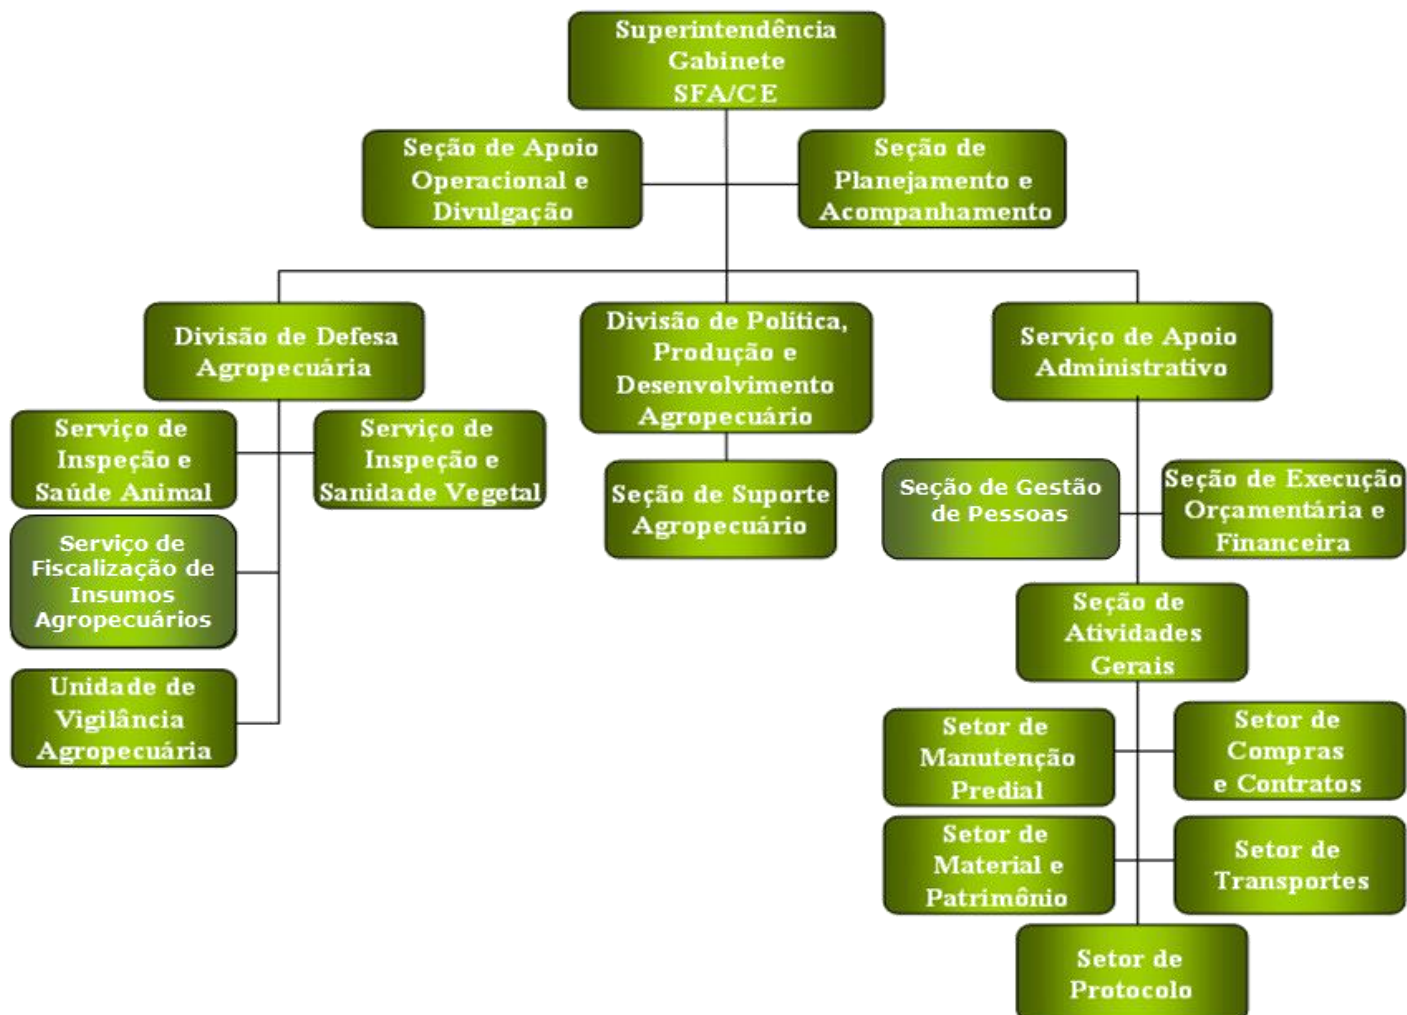 Superintendência
Gabinete
SFA/CE
Seção de Apoio
Operacional e
Divulgação
Seção de
Planejamento e
Acompanhamento
Divisão de Defesa
Agropecuária
Divisão de Política,
Produção e
Desenvolvimento
Agropecuário
Serviço de Apoio
Administrativo
Serviço de
Inspeção e
Saúde Animal
Serviço de
Inspeção e
Sanidade Vegetal
Serviço de
Fiscalização de
Insumos
Agropecuários
Unidade de
Vigilância
Agropecuária
Seção de Suporte
Agropecuário
Seção de Gestão
de Pessoas
Seção de Execução
Orçamentária e
Financeira
Seção de
Atividades
Gerais
Setor de
Manutenção
Predial
Setor de
Compras
e Contratos
Setor de
Material e
Patrimônio
Setor de
Transportes
Setor de
Protocolo